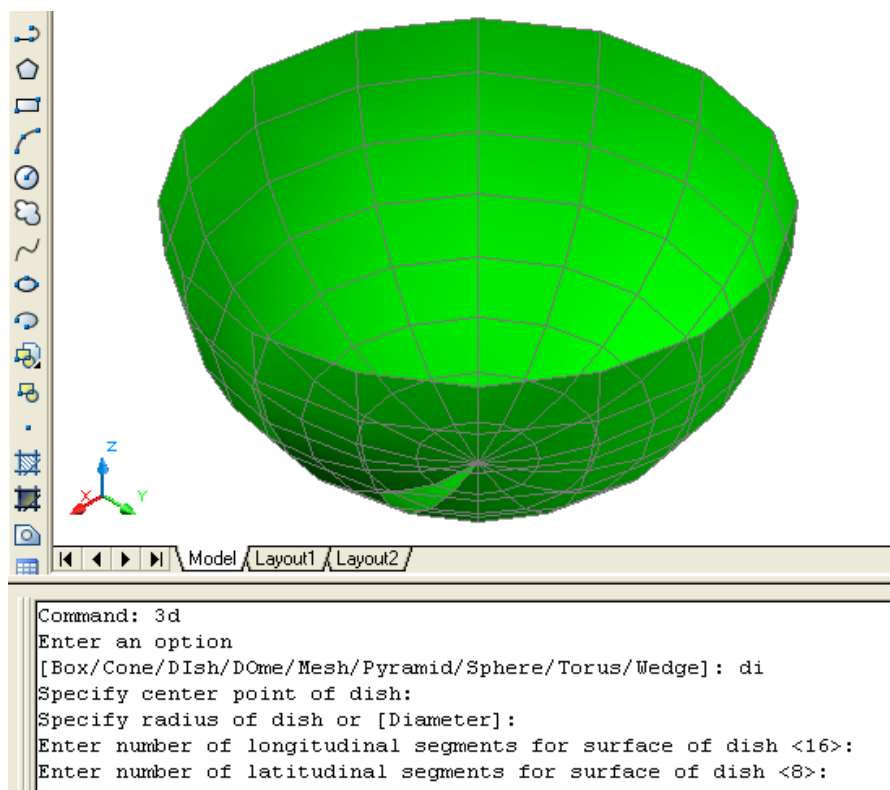 Z
X
Y
Model Layout1 Layout2
Command: 3d
Enter an option
[Box/Cone/DIsh/DOme/Mesh/Pyramid/Sphere/Torus/Wedge]: di
Specify center point of dish:
Specify radius of dish or [Diameter]:
Enter number of longitudinal segments for surface of dish <16>:
Enter number of latitudinal segments for surface of dish <8>: